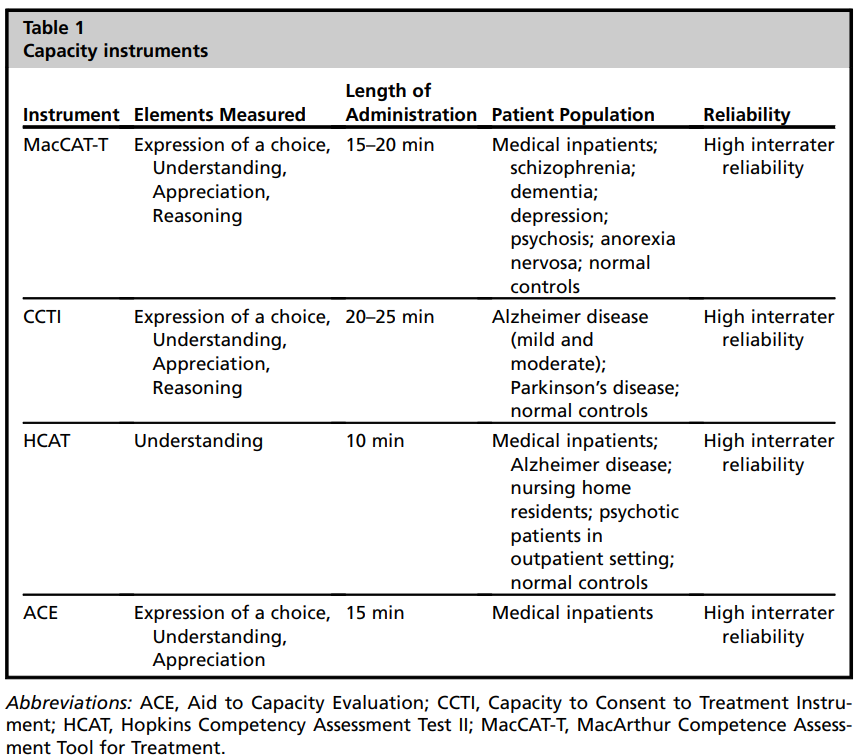 Table 1
Capacity instruments
Length of
Instrument Elements Measured Administration Patient Population Reliability
MacCAT-T Expression of a choice, 15–20 min Medical inpatients; High interrater
Understanding, schizophrenia; reliability
Appreciation, dementia;
Reasoning depression;
psychosis; anorexia
nervosa; normal
controls
CCTI Expression of a choice, 20–25 min Alzheimer disease High interrater
Understanding, (mild and reliability
Appreciation, moderate);
Reasoning Parkinson’s disease;
normal controls
HCAT Understanding 10 min Medical inpatients; High interrater
Alzheimer disease; reliability
nursing home
residents; psychotic
patients in
outpatient setting;
normal controls
ACE Expression of a choice, 15 min Medical inpatients High interrater
Understanding, reliability
Appreciation
Abbreviations: ACE, Aid to Capacity Evaluation; CCTI, Capacity to Consent to Treatment Instru-
ment; HCAT, Hopkins Competency Assessment Test II; MacCAT-T, MacArthur Competence Assess-
ment Tool for Treatment.